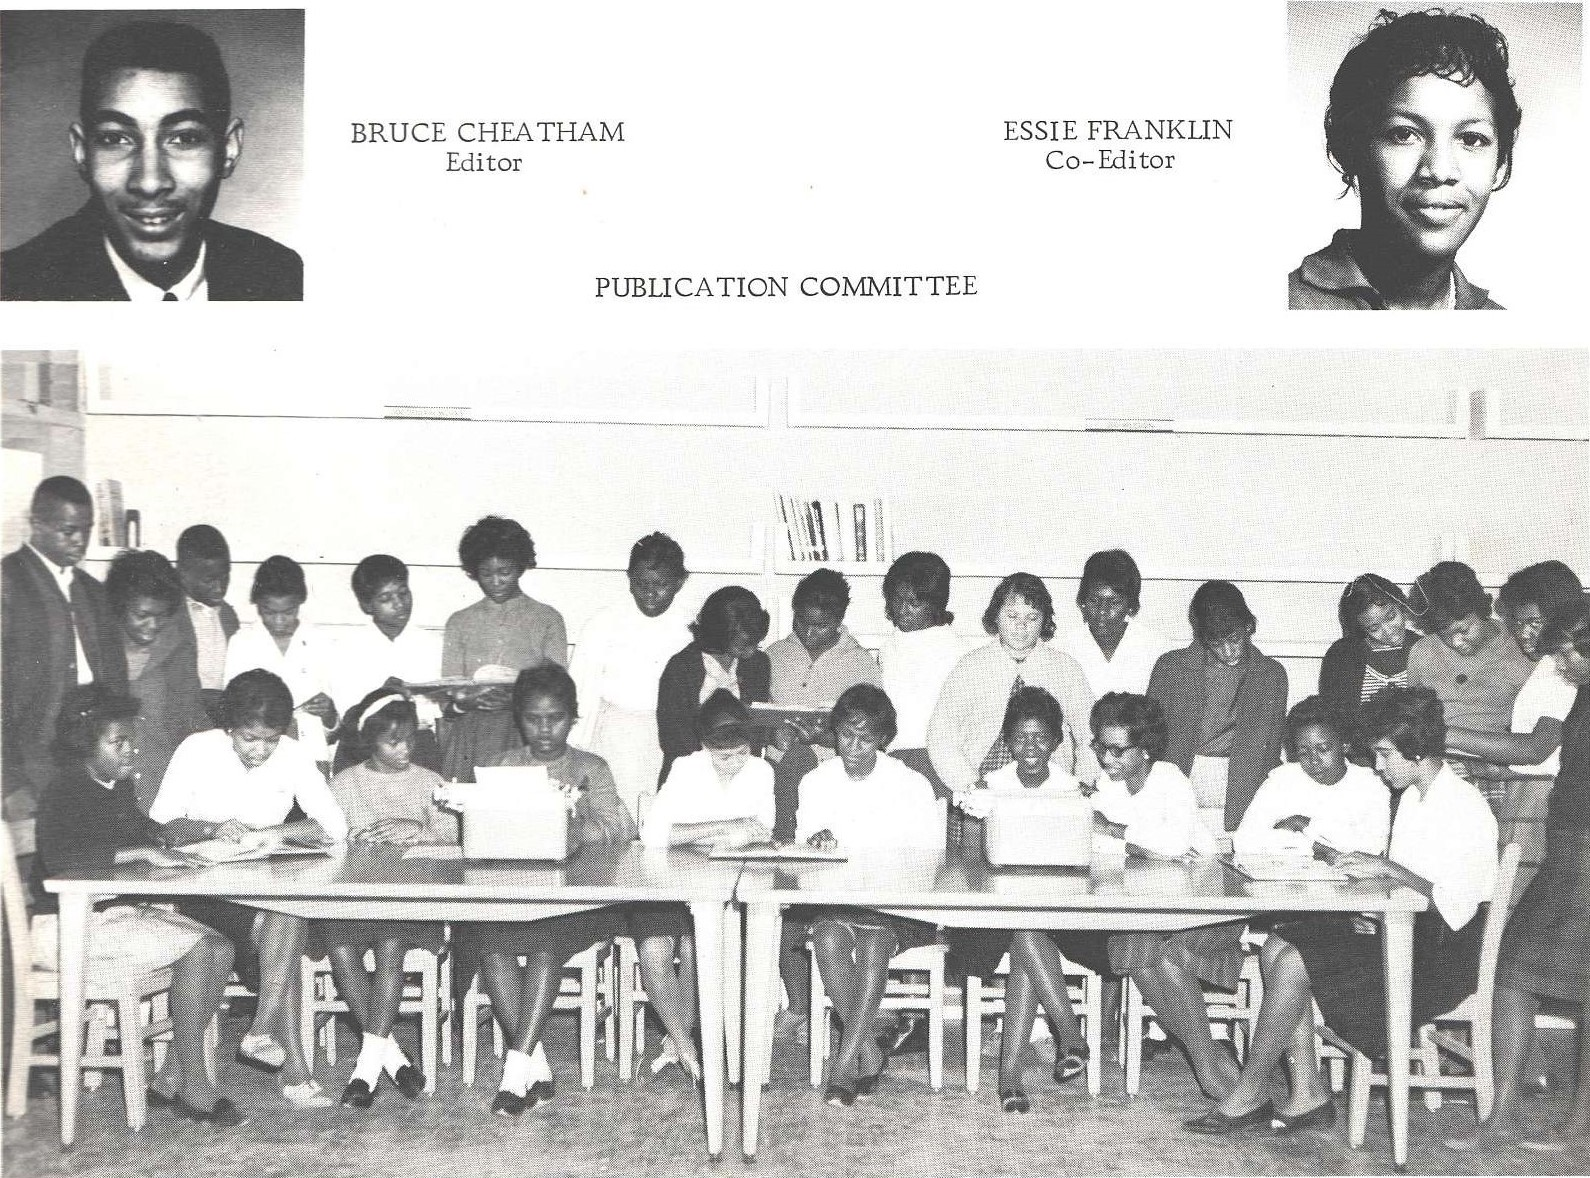 BRUCE CHEATHAM
Editor
ESSIE FRANKLIN
Co-Editor
PUBLICATION COMMITTEE